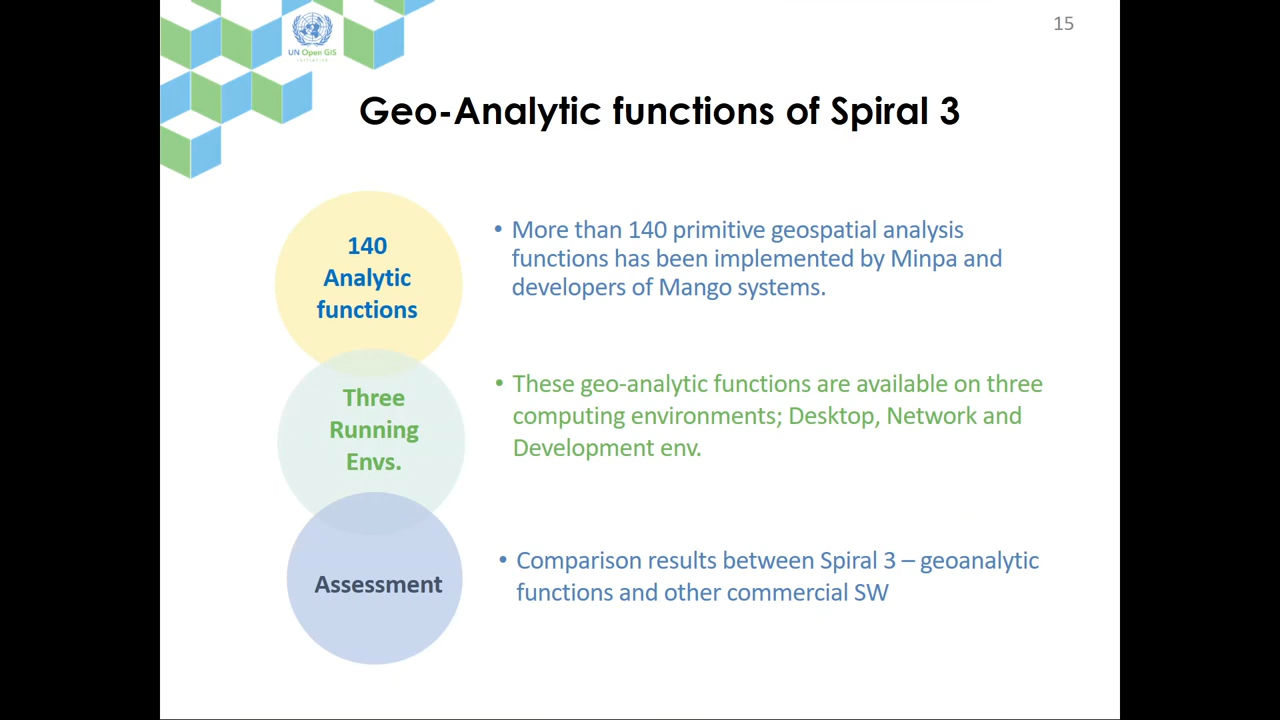 15
UN Open GIS
INITIATIVE
Geo-Analytic functions of Spiral 3
140
Analytic
functions
• More than 140 primitive geospatial analysis
functions has been implemented by Minpa and
developers of Mango systems.
Three
Running
Envs.
• These geo-analytic functions are available on three
computing environments; Desktop, Network and
Development env.
Assessment
• Comparison results between Spiral 3 – geoanalytic
functions and other commercial SW